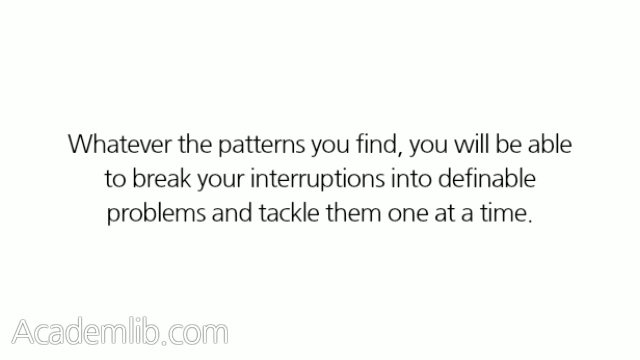 Whatever the patterns you find, you will be able
to break your interruptions into definable
problems and tackle them one at a time.
Academlib.com